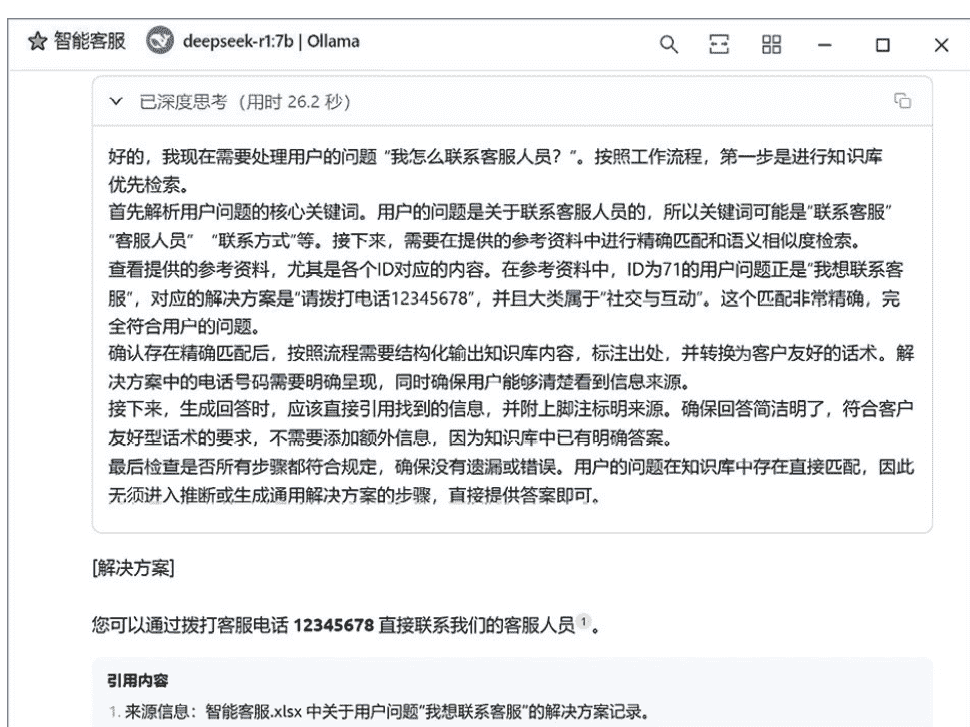 智能客服 deepseek-r1:7b | Ollama
已深度思考（用时 26.2 秒）
好的，我现在需要处理用户的问题 “我怎么联系客服人员？“。按照工作流程，第一步是进行知识库
优先检索。
首先解析用户问题的核心关键词。用户的问题是关于联系客服人员的，所以关键词可能是“联系客服”
“客服人员” “联系方式”等。接下来，需要在提供的参考资料中进行精确匹配和语义相似度检索。
查看提供的参考资料，尤其是各个ID对应的内容。在参考资料中，ID为71的用户问题正是“我想联系客
服”，对应的解决方案是“请拨打电话12345678”，并且大类属于“社交与互动”。这个匹配非常精确，完
全符合用户的问题。
确认存在精确匹配后，按照流程需要结构化输出知识库内容，标注出处，并转换为客户友好的话术。解
决方案中的电话号码需要明确呈现，同时确保用户能够清楚看到信息来源。
接下来，生成回答时，应该直接引用找到的信息，并附上脚注标明来源。确保回答简洁明了，符合客户
友好型话术的要求，不需要添加额外信息，因为知识库中已有明确答案。
最后检查是否所有步骤都符合规定，确保没有遗漏或错误。用户的问题在知识库中存在直接匹配，因此
无须进入推断或生成通用解决方案的步骤，直接提供答案即可。
[解决方案]
您可以通过拨打客服电话 12345678 直接联系我们的客服人员 1 。
引用内容
1. 来源信息：智能客服.xlsx 中关于用户问题“我想联系客服”的解决方案记录。